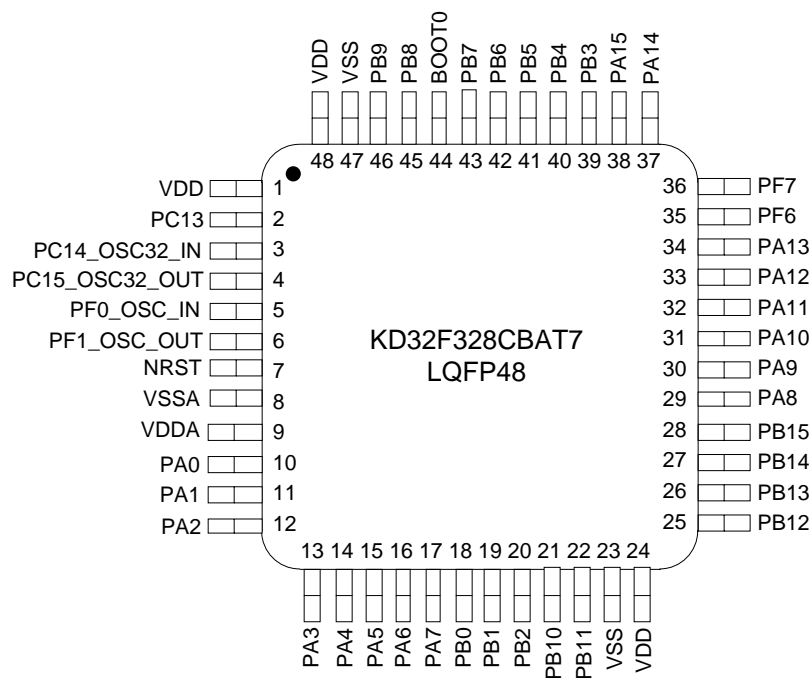 VDD
VSS
PB9
PB8
BOOT0
PB7
PB6
PB5
PB4
PB3
PA15
PA14
48 47 46 45 44 43 42 41 40 39 38 37
VDD 1
PC13 2
PC14_OSC32_IN 3
PC15_OSC32_OUT 4
PF0_OSC_IN 5
PF1_OSC_OUT 6
NRST 7
VSSA 8
VDDA 9
PA0 10
PA1 11
PA2 12
KD32F328CBAT7
LQFP48
36 PF7
35 PF6
34 PA13
33 PA12
32 PA11
31 PA10
30 PA9
29 PA8
28 PB15
27 PB14
26 PB13
25 PB12
13 14 15 16 17 18 19 20 21 22 23 24
PA3
PA4
PA5
PA6
PA7
PB0
PB1
PB2
PB10
PB11
VSS
VDD